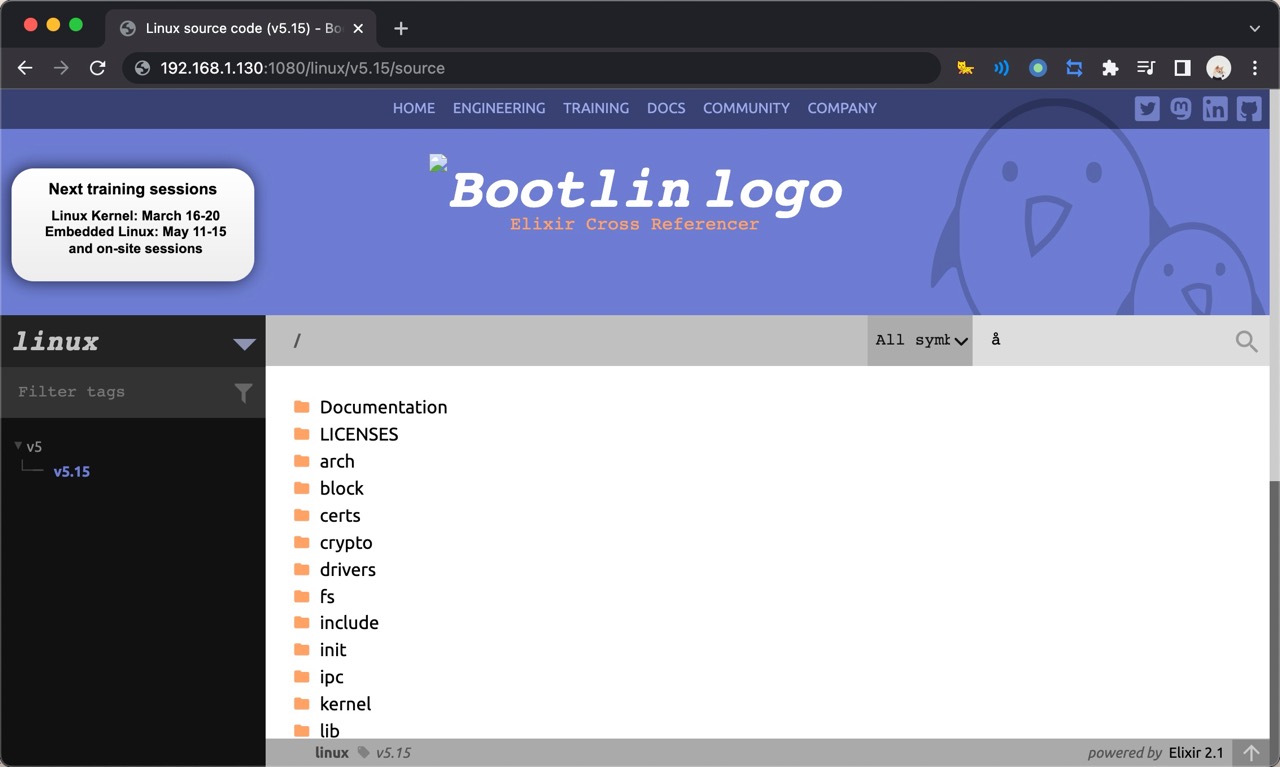 Linux source code (v5.15) - Bo
192.168.1.130:1080/linux/v5.15/source
HOME ENGINEERING TRAINING DOCS COMMUNITY COMPANY
Next training sessions
Linux Kernel: March 16-20
Embedded Linux: May 11-15
and on-site sessions
Bootlin logo
Elixir Cross Referencer
linux
/
All symb
å
Filter tags
v5
v5.15
Documentation
LICENSES
arch
block
certs
crypto
drivers
fs
include
init
ipc
kernel
lib
linux v5.15
powered by Elixir 2.1